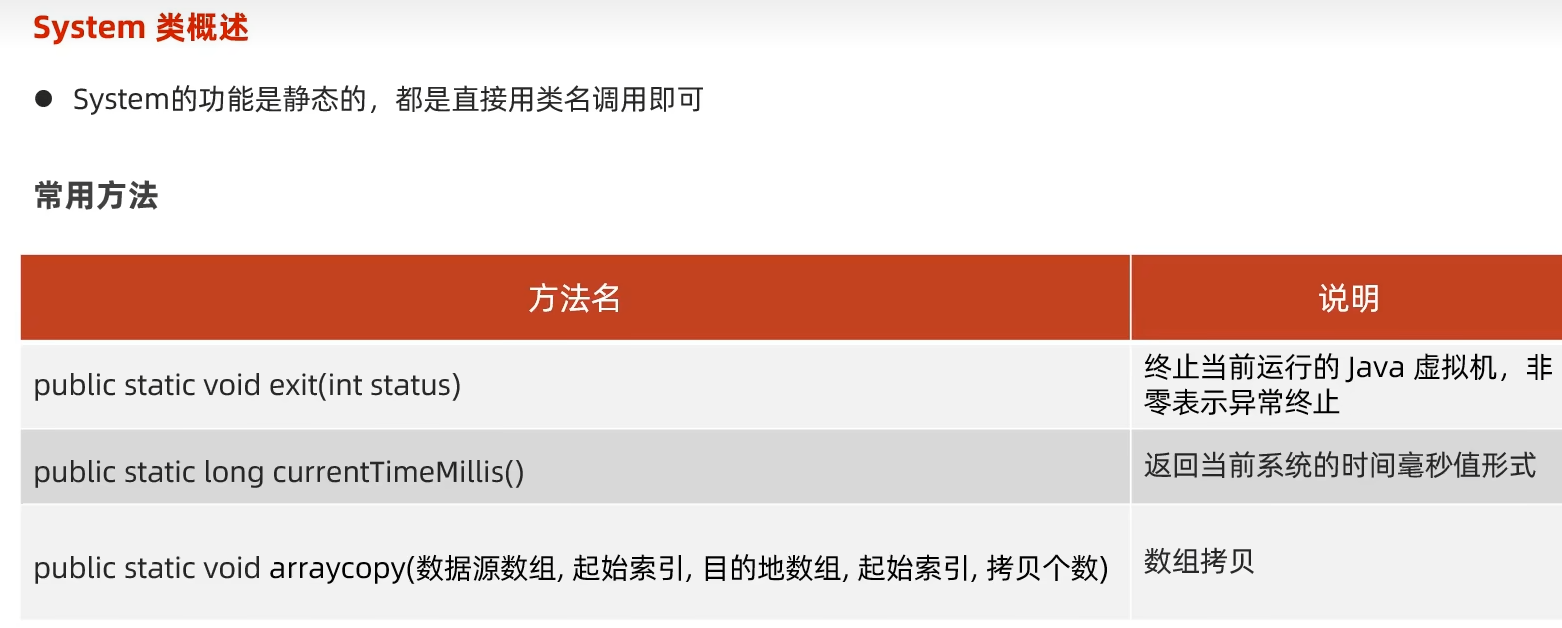 System 类概述
● System的功能是静态的，都是直接用类名调用即可
常用方法
方法名 说明
public static void exit(int status)
终止当前运行的 Java 虚拟机，非
零表示异常终止
public static long currentTimeMillis() 返回当前系统的时间毫秒值形式
public static void arraycopy(数据源数组, 起始索引, 目的地数组, 起始索引, 拷贝个数) 数组拷贝